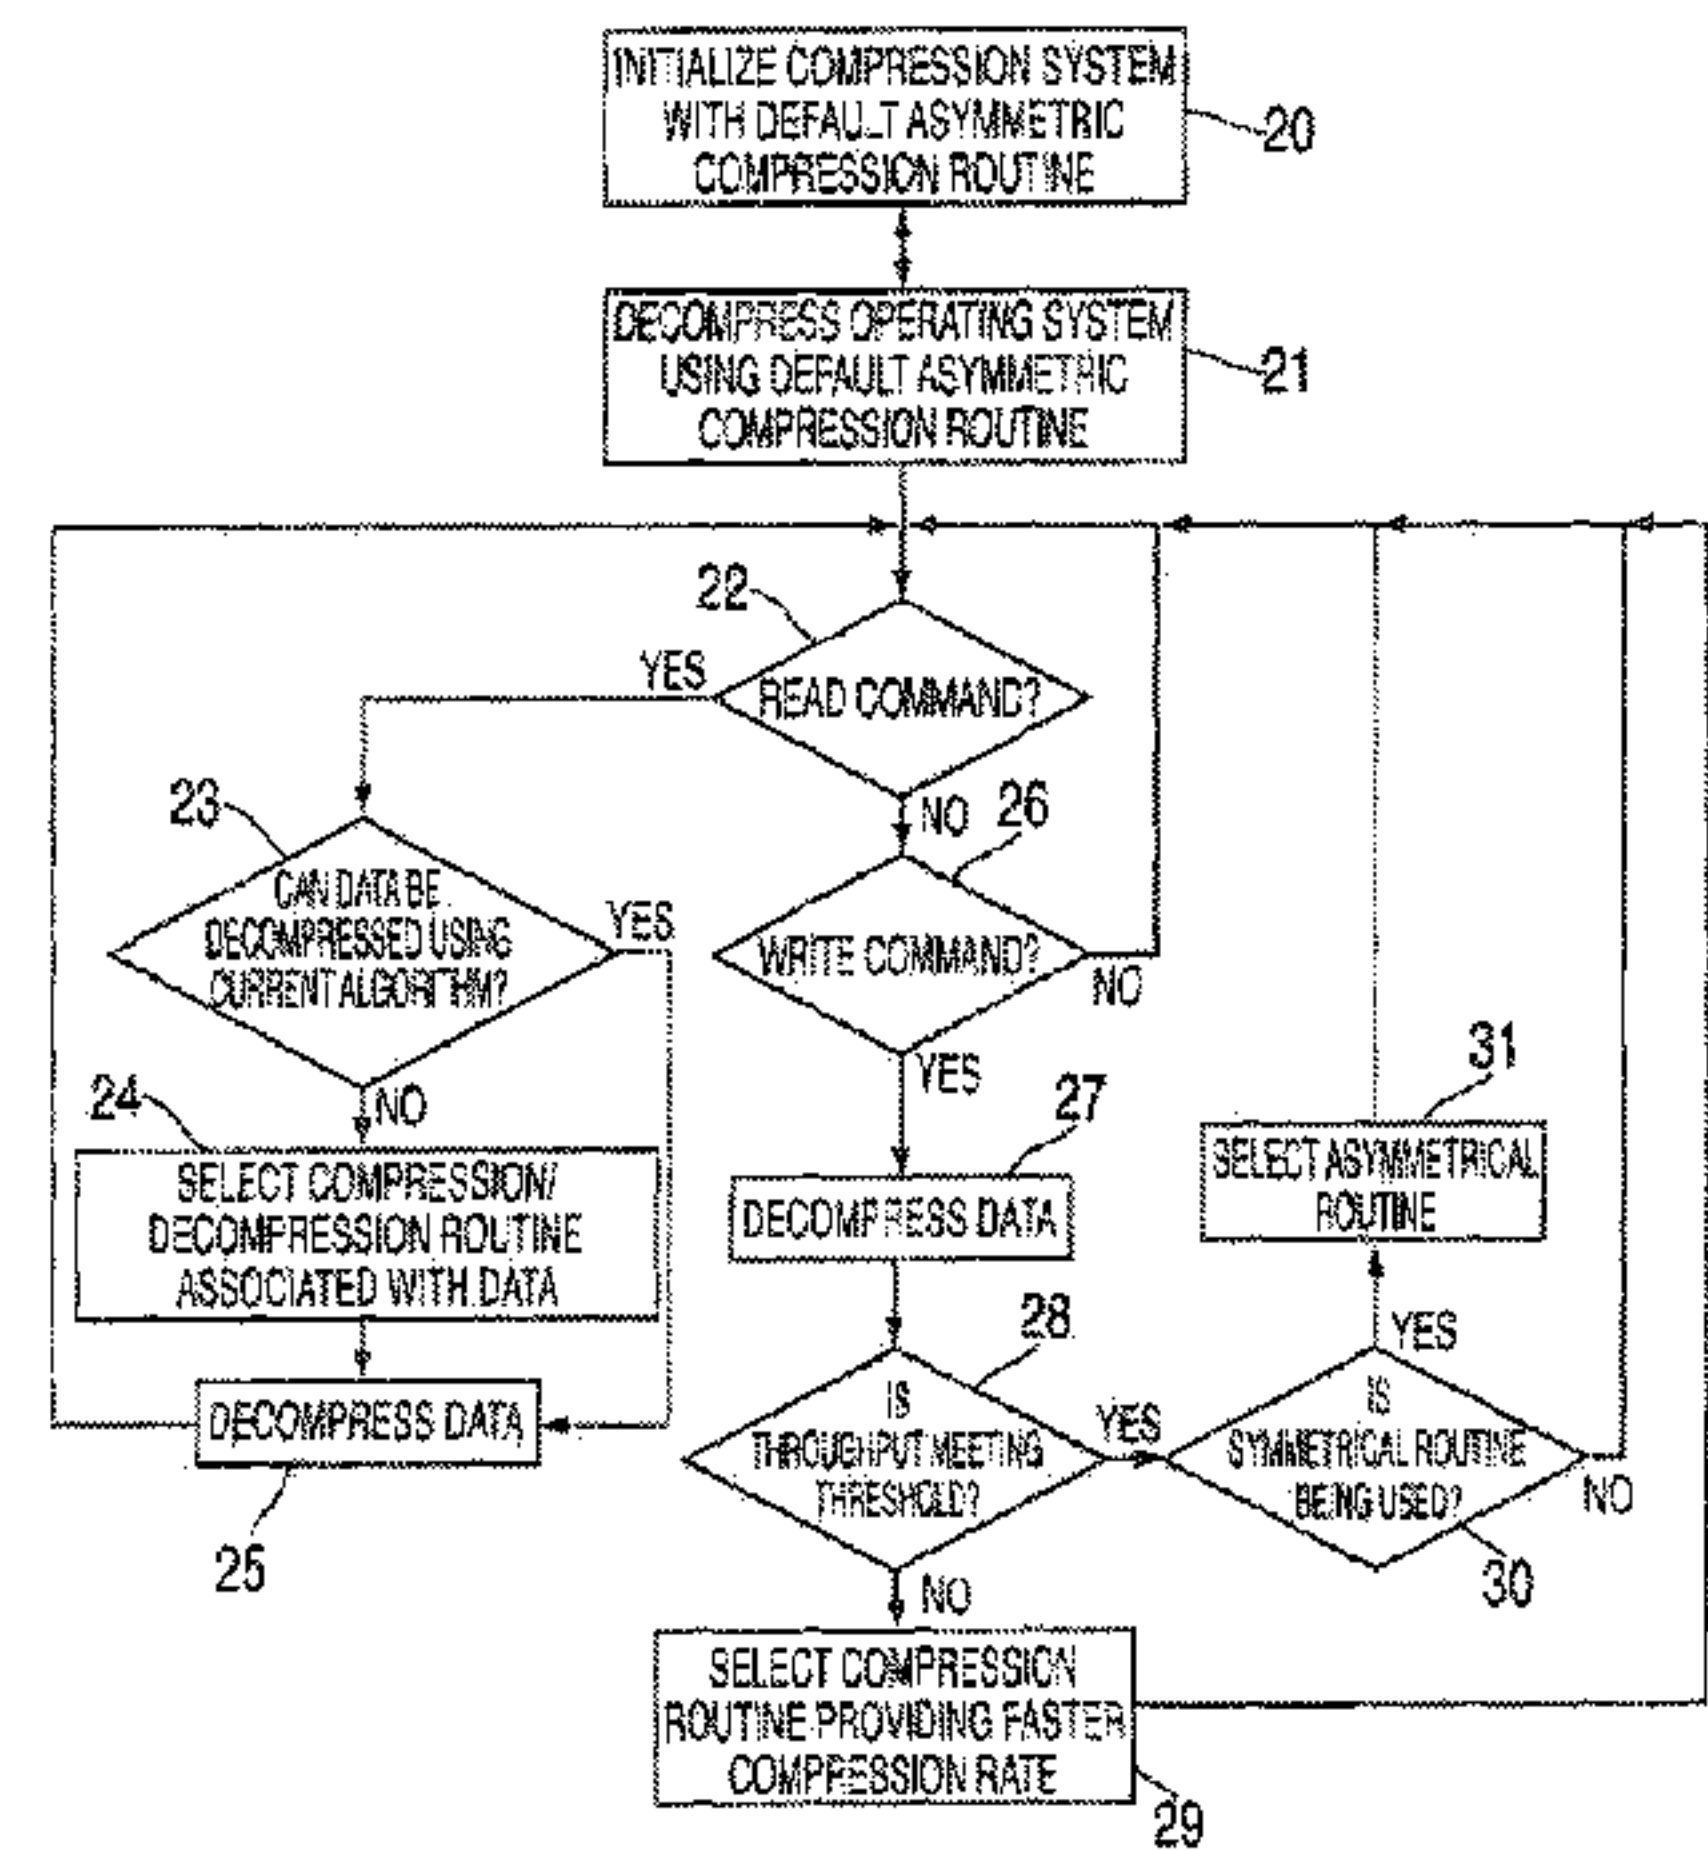 INITIALIZE COMPRESSION SYSTEM
WITH DEFAULT ASYMMETRIC
COMPRESSION ROUTINE
20
DECOMPRESS OPERATING SYSTEM
USING DEFAULT ASYMMETRIC
COMPRESSION ROUTINE
21
22
YES
READ COMMAND?
NO
23
CAN DATA BE
DECOMPRESSED USING
CURRENT ALGORITHM?
YES
NO
24
SELECT COMPRESSION/
DECOMPRESSION ROUTINE
ASSOCIATED WITH DATA
DECOMPRESS DATA
25
26
WRITE COMMAND?
NO
YES
27
DECOMPRESS DATA
28
IS
THROUGHPUT MEETING
THRESHOLD?
YES
NO
SELECT COMPRESSION
ROUTINE PROVIDING FASTER
COMPRESSION RATE
29
31
SELECT ASYMMETRICAL
ROUTINE
YES
IS
SYMMETRICAL ROUTINE
BEING USED?
NO
30